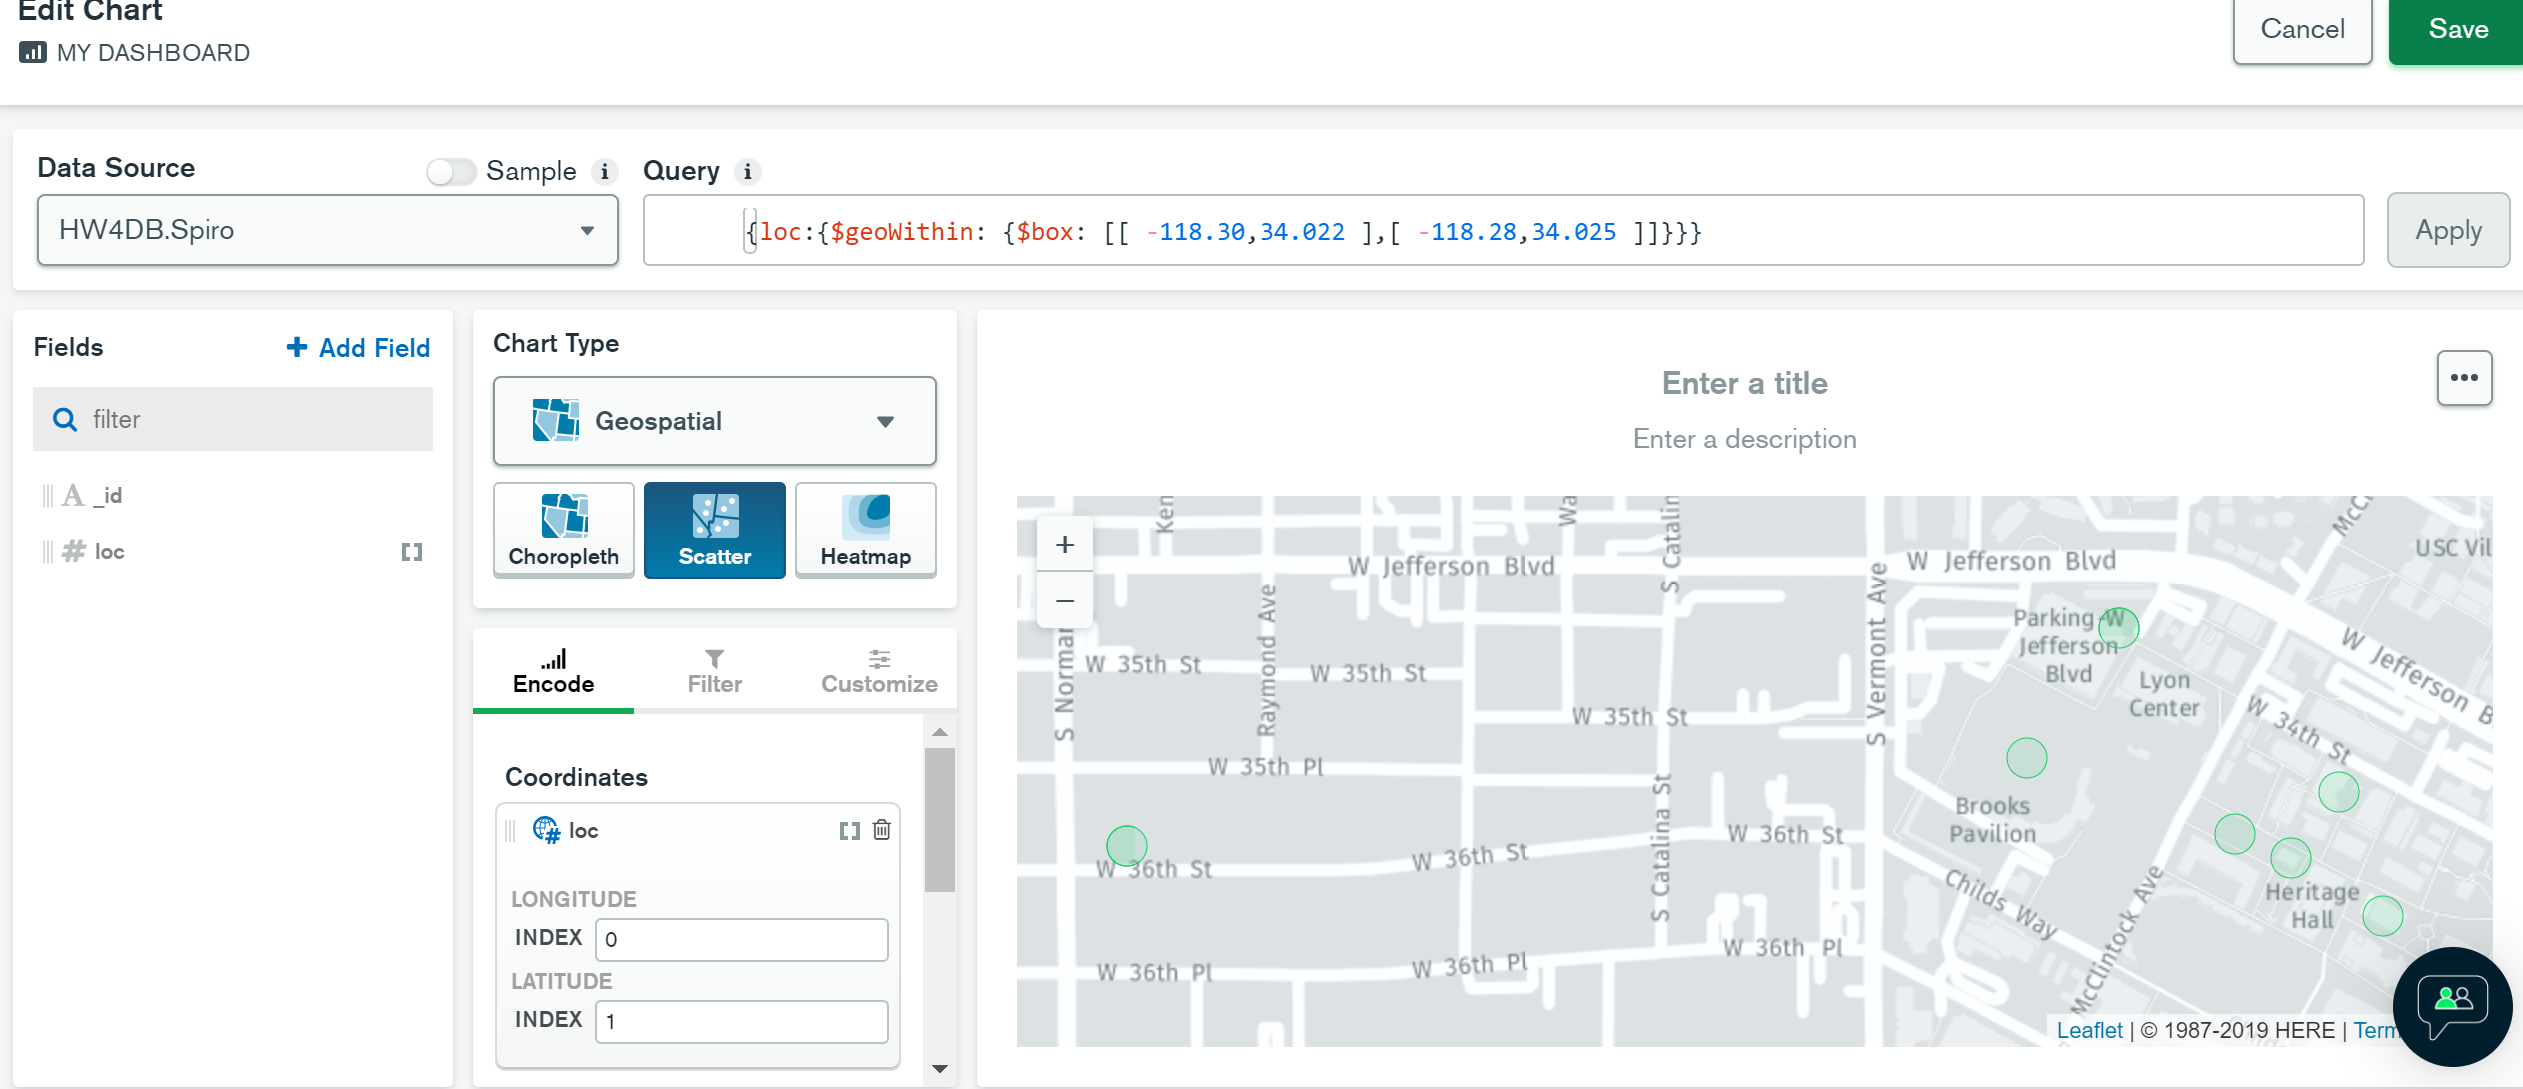 Edit Chart
MY DASHBOARD
Cancel
Save
Data Source
Sample
i
Query
i
HW4DB.Spiro
{loc:{$geoWithin: {$box: [[ -118.30,34.022 ],[ -118.28,34.025 ]]}}}
Apply
Fields
+ Add Field
filter
A _id
# loc
Chart Type
Geospatial
Choropleth
Scatter
Heatmap
Encode
Filter
Customize
Coordinates
loc
LONGITUDE
INDEX 0
LATITUDE
INDEX 1
Enter a title
Enter a description
+
−
Ken
Wa
S Catalin
McC
USC Vil
W Jefferson Blvd
W Jefferson Blvd
S Norman
Raymond Ave
S Vermont Ave
Parking-W
Jefferson
Blvd
W Jefferson B
W 35th St
W 35th St
W 35th St
Lyon
Center
W 34th St
W 35th Pl
S Catalina St
Brooks
Pavilion
W 36th St
W 36th St
W 36th St
Childs Way
McClintock Ave
Heritage
Hall
W 36th Pl
W 36th Pl
W 36th Pl
Leaflet | © 1987-2019 HERE | Term